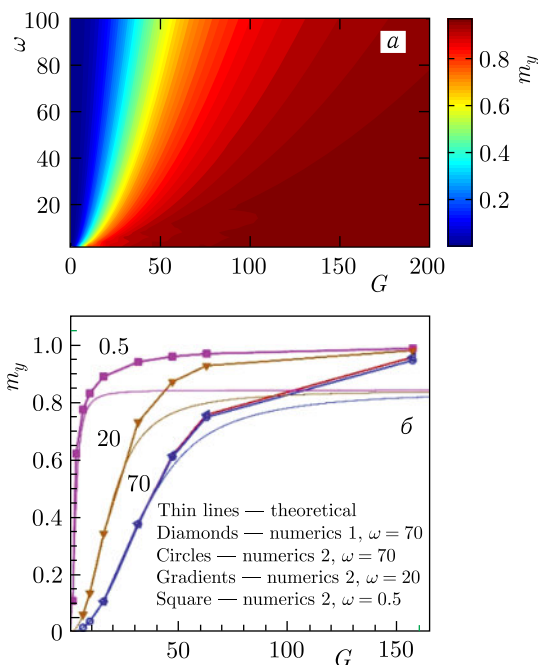 100
80
60
40
20
ω
a
0
50
100
150
200
G
0.8
0.6
0.4
0.2
m_y
1.0
0.8
0.6
0.4
0.2
0
m_y
0.5
20
70
б
Thin lines — theoretical
Diamonds — numerics 1, ω = 70
Circles — numerics 2, ω = 70
Gradients — numerics 2, ω = 20
Square — numerics 2, ω = 0.5
50
100
150
G